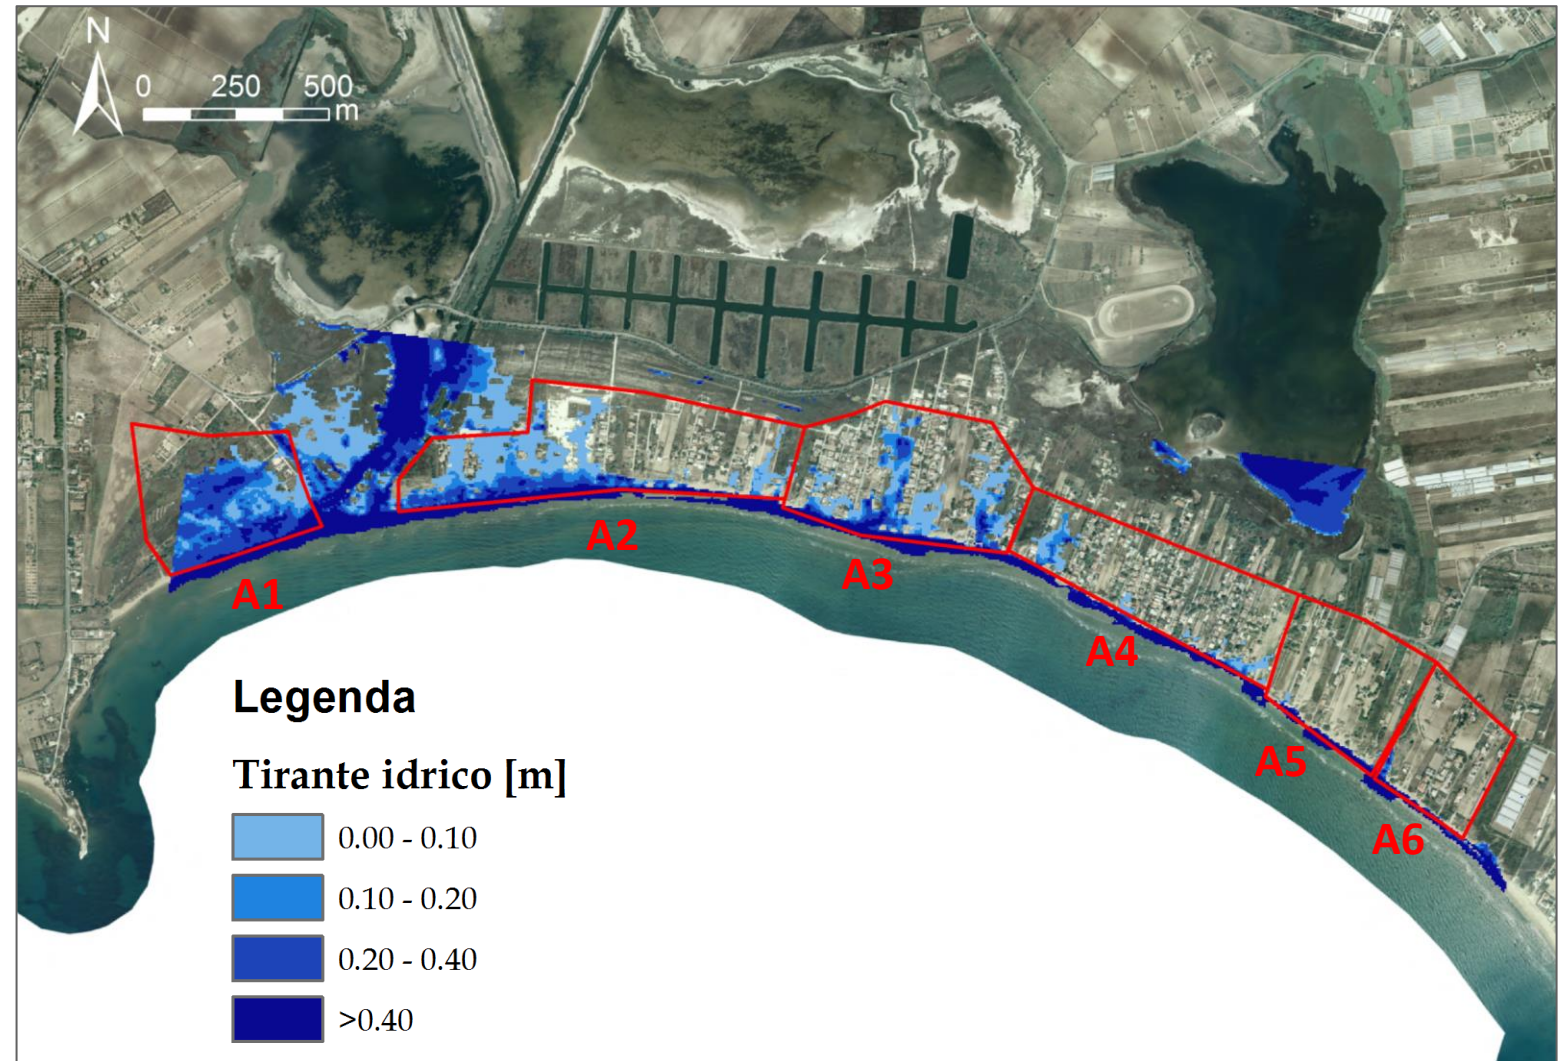 N
0 250 500
m
A1
A2
A3
A4
A5
A6
Legenda
Tirante idrico [m]
0.00 - 0.10
0.10 - 0.20
0.20 - 0.40
>0.40